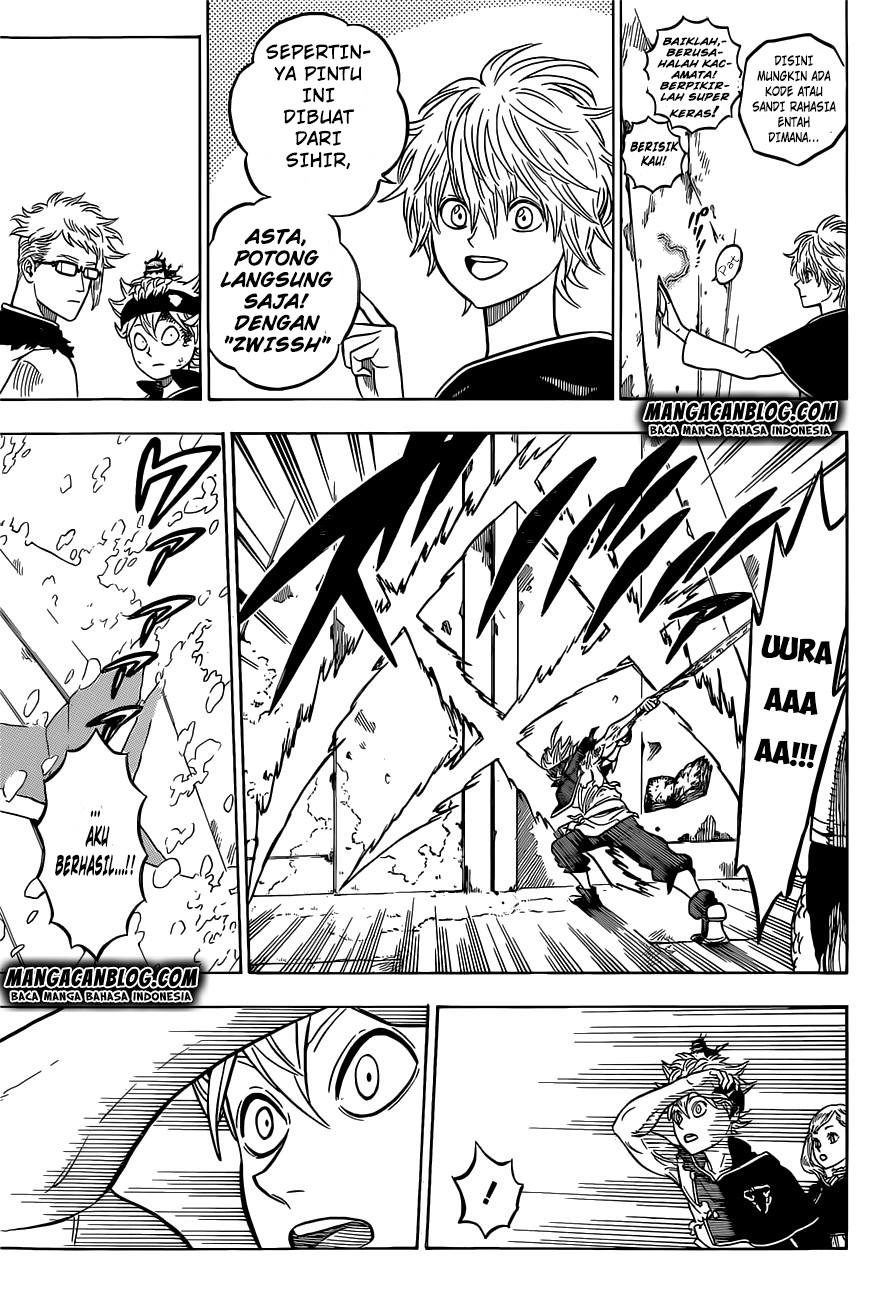 DISINI
MUNGKIN ADA
KODE ATAU
SANDI RAHASIA
ENTAH
DIMANA...
BAIKLAH,-
BERUSA-
HALAH KAC-
AMATA!
BERPIKIR-
LAH SUPER
KERAS!
BERISIK
KAU!
Pat
SEPERTIN-
YA PINTU
INI
DIBUAT
DARI
SIHIR,
ASTA,
POTONG
LANGSUNG
SAJA!
DENGAN
"ZWISSH"
MANGACANBLOG.COM
BACA MANGA BAHASA INDONESIA
UURA
AAA
AA!!!
...
AKU
BERHASIL...!!
MANGACANBLOG.COM
BACA MANGA BAHASA INDONESIA
!